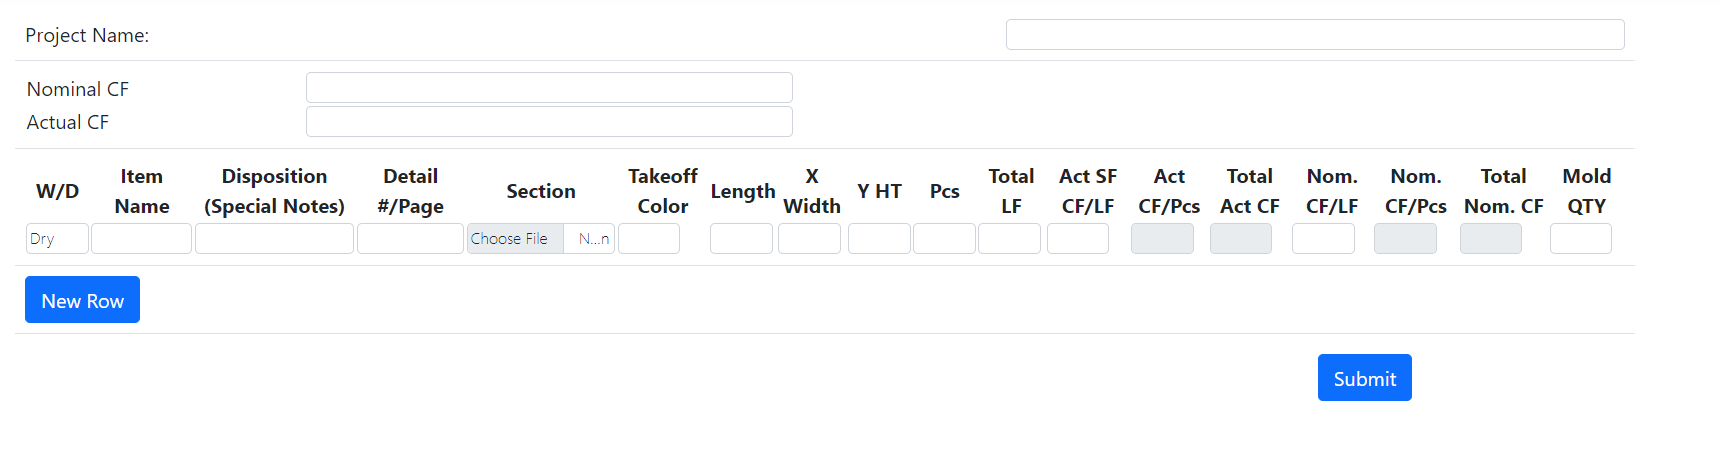 Project Name:
Nominal CF
Actual CF
W/D Item Name Disposition (Special Notes) Detail #/Page Section Takeoff Color Length X Width Y HT Pcs Total LF Act SF CF/LF Act CF/Pcs Total Act CF Nom. CF/LF Nom. CF/Pcs Total Nom. CF Mold QTY
Dry Choose File N...n
New Row
Submit